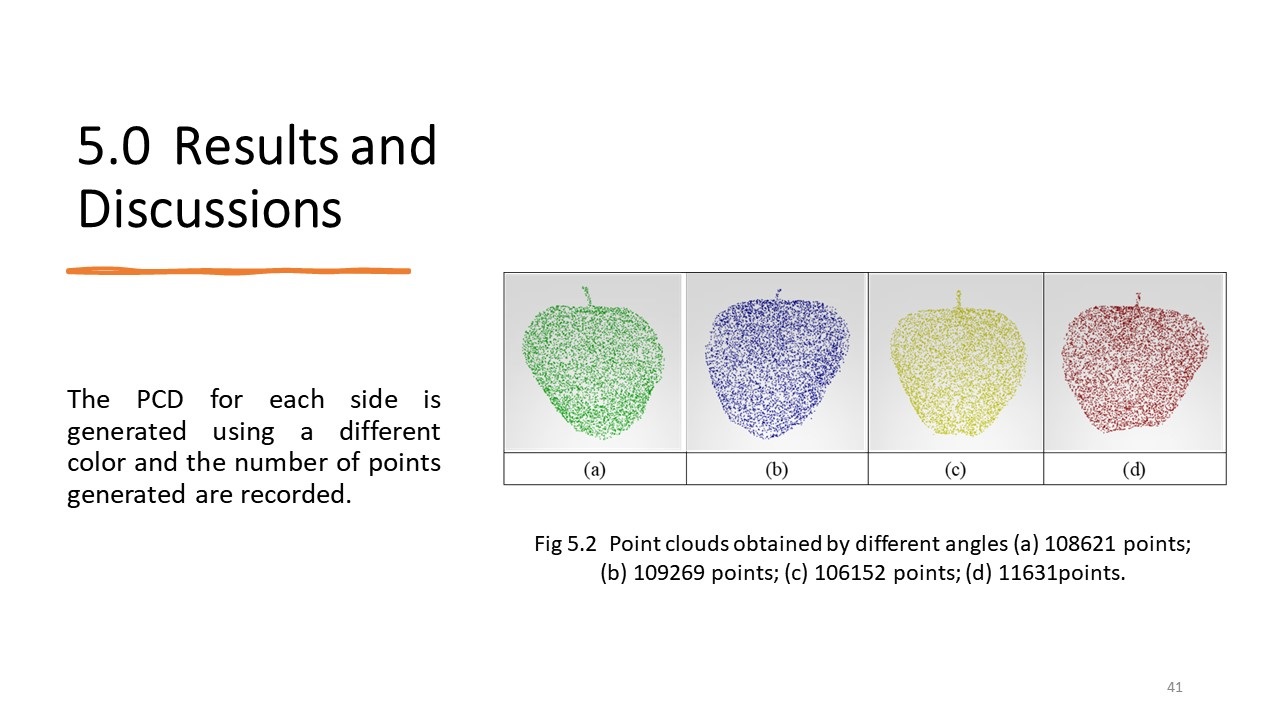 5.0 Results and
Discussions
The PCD for each side is
generated using a different
color and the number of points
generated are recorded.
(a) (b) (c) (d)
Fig 5.2 Point clouds obtained by different angles (a) 108621 points;
(b) 109269 points; (c) 106152 points; (d) 11631points.
41